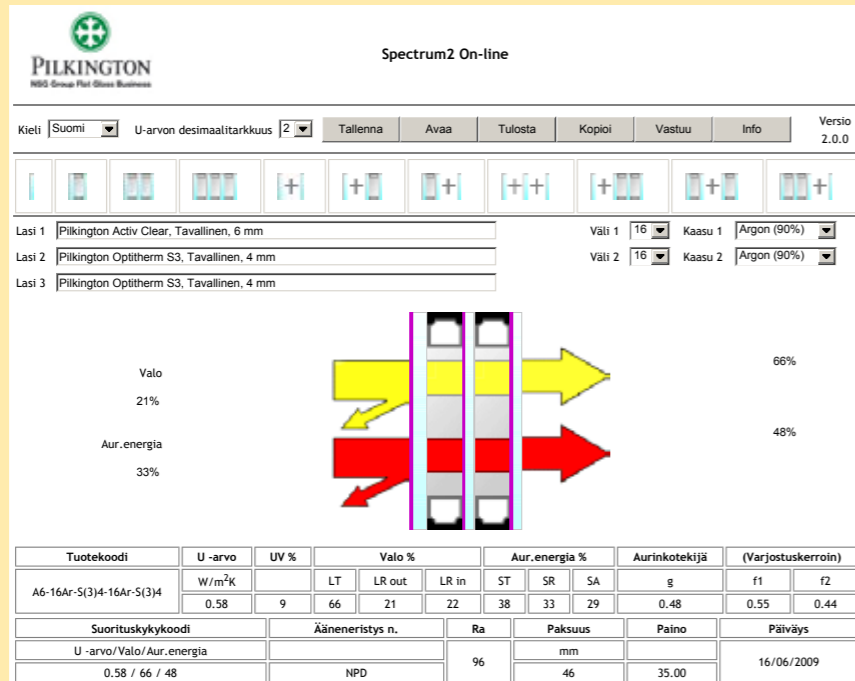 PILKINGTON
NSG Group Flat Glass Business
Spectrum2 On-line
Kieli Suomi U-arvon desimaalitarkkuus 2 Tallenna Avaa Tulosta Kopioi Vastuu Info Versio 2.0.0
Lasi 1 Pilkington Activ Clear, Tavallinen, 6 mm Väli 1 16 Kaasu 1 Argon (90%)
Lasi 2 Pilkington Optitherm S3, Tavallinen, 4 mm Väli 2 16 Kaasu 2 Argon (90%)
Lasi 3 Pilkington Optitherm S3, Tavallinen, 4 mm
Valo 66%
21%
Aur.energia 48%
33%
Tuotekoodi U -arvo UV % Valo % Aur.energia % Aurinkotekijä (Varjostuskerroin)
W/m²K LT LR out LR in ST SR SA g f1 f2
A6-16Ar-S(3)4-16Ar-S(3)4 0.58 9 66 21 22 38 33 29 0.48 0.55 0.44
Suorituskykykoodi Ääneneristys n. Ra Paksuus Paino Päiväys
U -arvo/Valo/Aur.energia mm
0.58 / 66 / 48 NPD 96 46 35.00 16/06/2009